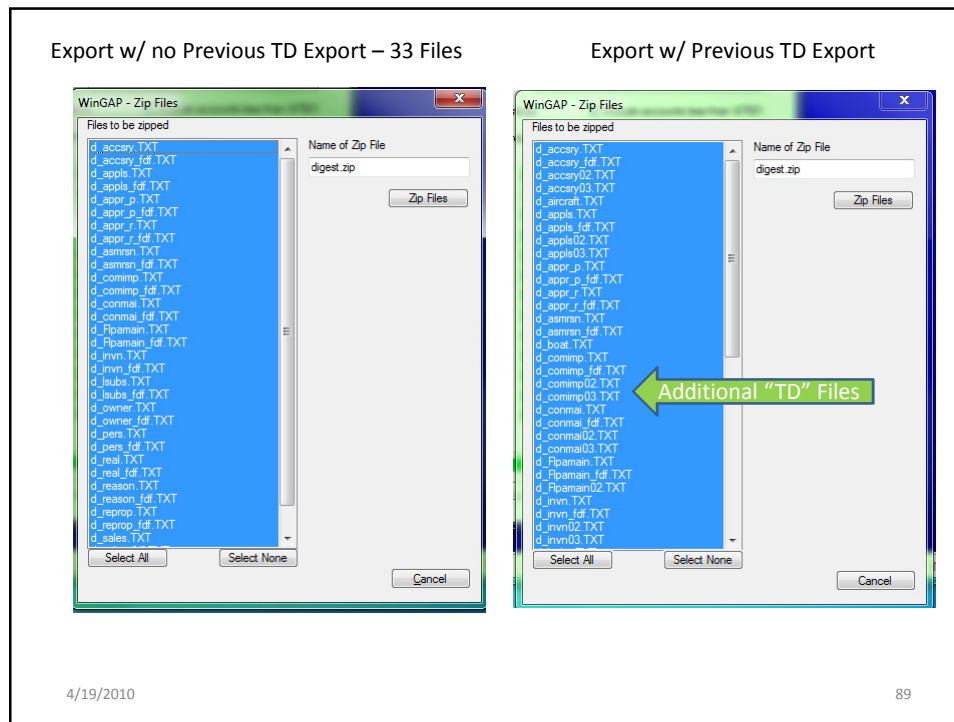 Export w/ no Previous TD Export – 33 Files
Export w/ Previous TD Export
WinGAP - Zip Files
Files to be zipped
d_accsry.TXT
d_accsry_fdf.TXT
d_appls.TXT
d_appls_fdf.TXT
d_appr_p.TXT
d_appr_p_fdf.TXT
d_appr_r.TXT
d_appr_r_fdf.TXT
d_asmrsn.TXT
d_asmrsn_fdf.TXT
d_comimp.TXT
d_comimp_fdf.TXT
d_conmai.TXT
d_conmai_fdf.TXT
d_Flpamain.TXT
d_Flpamain_fdf.TXT
d_invn.TXT
d_invn_fdf.TXT
d_lsubs.TXT
d_lsubs_fdf.TXT
d_owner.TXT
d_owner_fdf.TXT
d_pers.TXT
d_pers_fdf.TXT
d_real.TXT
d_real_fdf.TXT
d_reason.TXT
d_reason_fdf.TXT
d_reprop.TXT
d_reprop_fdf.TXT
d_sales.TXT
Name of Zip File
digest.zip
Zip Files
Select All
Select None
Cancel
WinGAP - Zip Files
Files to be zipped
d_accsry.TXT
d_accsry_fdf.TXT
d_accsry02.TXT
d_accsry03.TXT
d_aircraft.TXT
d_appls.TXT
d_appls_fdf.TXT
d_appls02.TXT
d_appls03.TXT
d_appr_p.TXT
d_appr_p_fdf.TXT
d_appr_r.TXT
d_appr_r_fdf.TXT
d_asmrsn.TXT
d_asmrsn_fdf.TXT
d_boat.TXT
d_comimp.TXT
d_comimp_fdf.TXT
d_comimp02.TXT
d_comimp03.TXT
d_conmai.TXT
d_conmai_fdf.TXT
d_conmai02.TXT
d_conmai03.TXT
d_Flpamain.TXT
d_Flpamain_fdf.TXT
d_Flpamain02.TXT
d_invn.TXT
d_invn_fdf.TXT
d_invn02.TXT
d_invn03.TXT
Name of Zip File
digest.zip
Zip Files
Additional “TD” Files
Select All
Select None
Cancel
4/19/2010
89